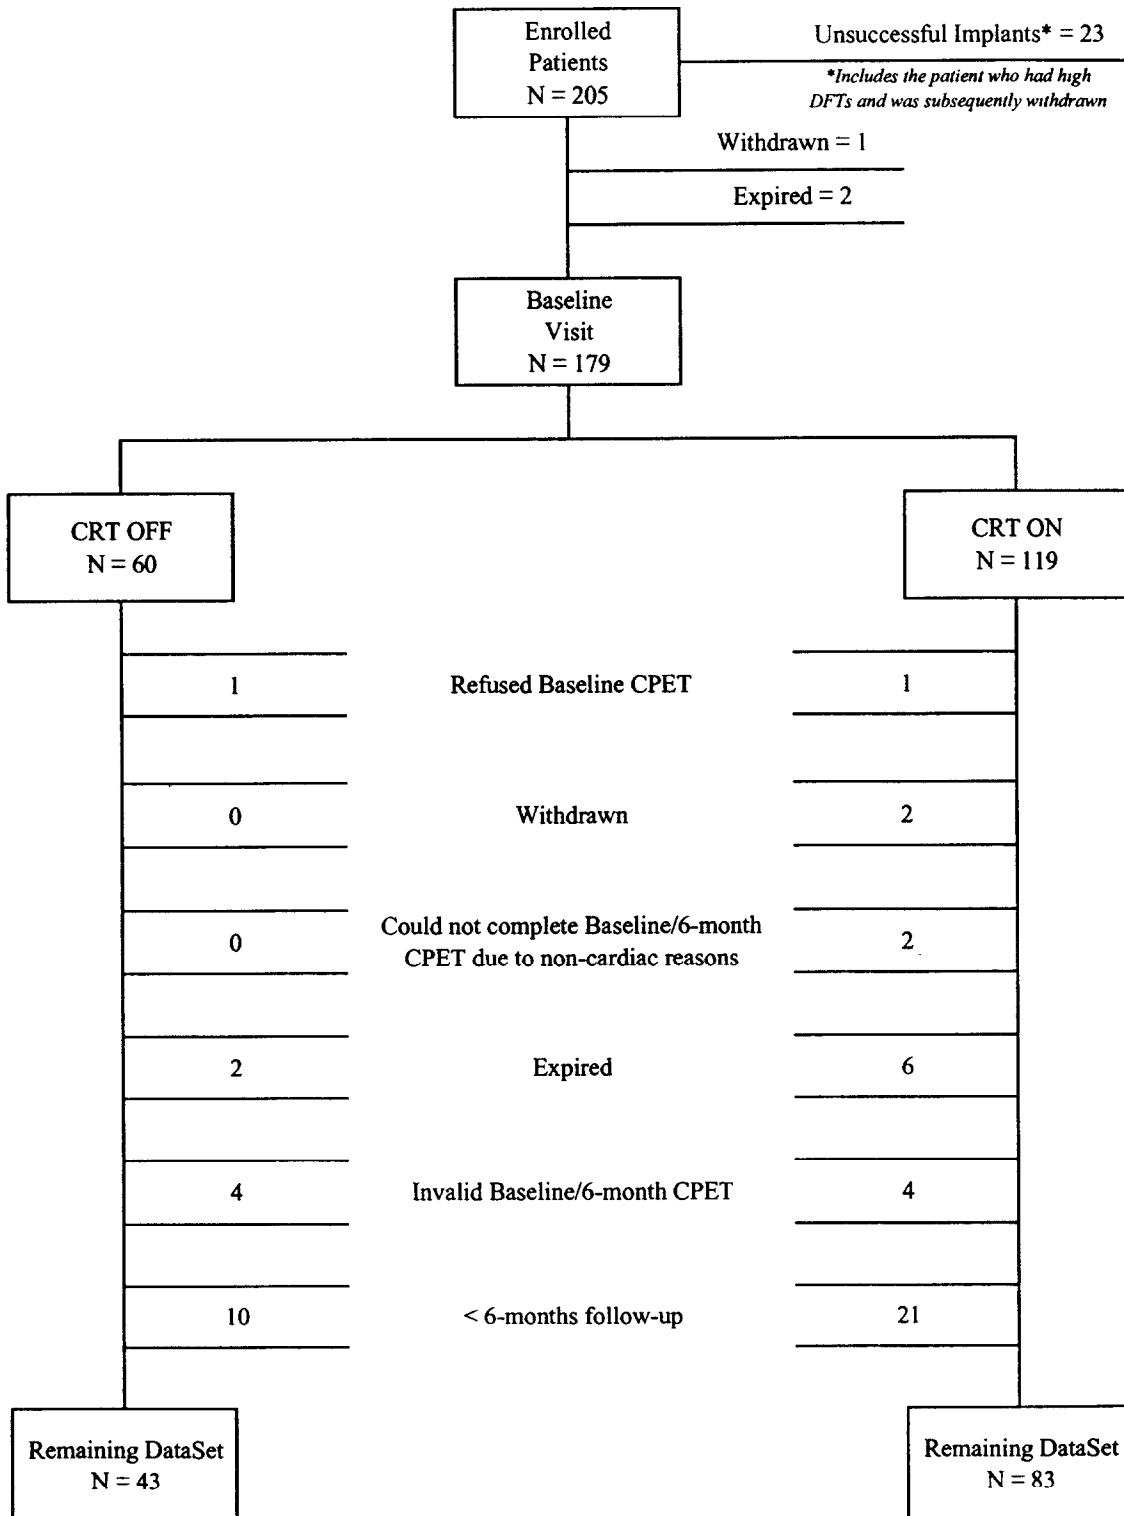 Enrolled
Patients
N = 205
Unsuccessful Implants* = 23
*Includes the patient who had high
DFTs and was subsequently withdrawn
Withdrawn = 1
Expired = 2
Baseline
Visit
N = 179
CRT OFF
N = 60
CRT ON
N = 119
1 Refused Baseline CPET 1
0 Withdrawn 2
0 Could not complete Baseline/6-month CPET due to non-cardiac reasons 2
2 Expired 6
4 Invalid Baseline/6-month CPET 4
10 < 6-months follow-up 21
Remaining DataSet
N = 43
Remaining DataSet
N = 83